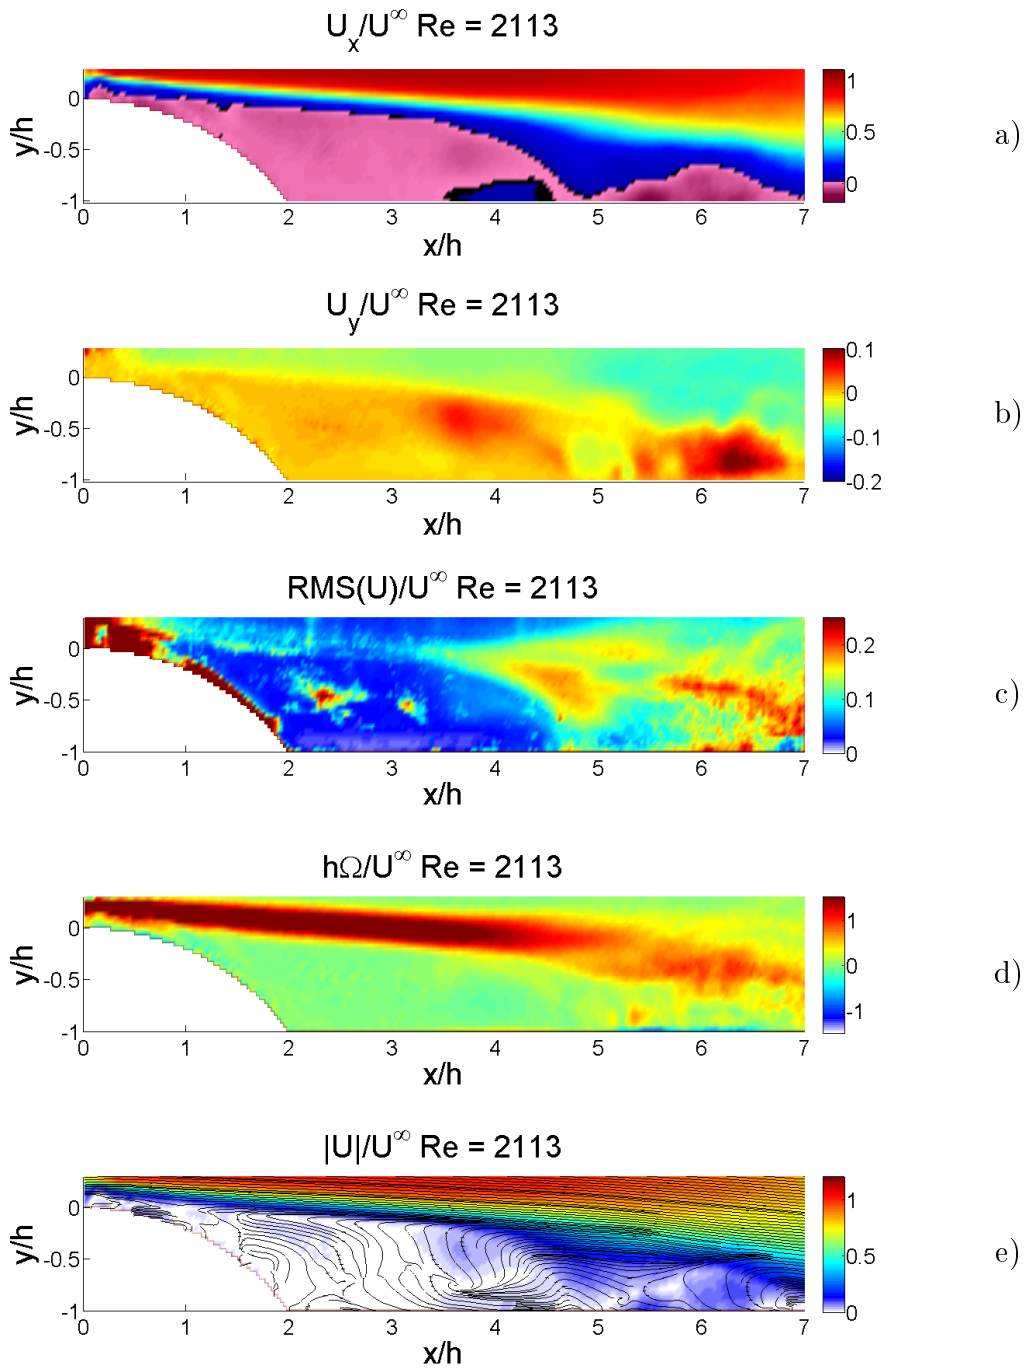 U_x/U^∞ Re = 2113
y/h
0
-0.5
-1
0 1 2 3 4 5 6 7
x/h
1
0.5
0
a)
U_y/U^∞ Re = 2113
y/h
0
-0.5
-1
0 1 2 3 4 5 6 7
x/h
0.1
0
-0.1
-0.2
b)
RMS(U)/U^∞ Re = 2113
y/h
0
-0.5
-1
0 1 2 3 4 5 6 7
x/h
0.2
0.1
0
c)
hΩ/U^∞ Re = 2113
y/h
0
-0.5
-1
0 1 2 3 4 5 6 7
x/h
1
0
-1
d)
|U|/U^∞ Re = 2113
y/h
0
-0.5
-1
0 1 2 3 4 5 6 7
x/h
1
0.5
0
e)